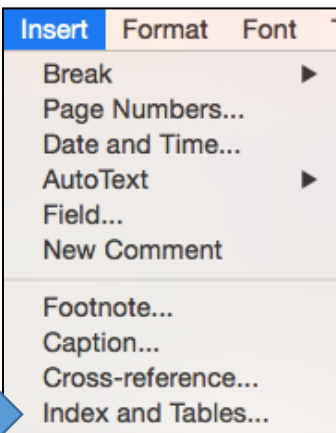 Insert Format Font
Break
Page Numbers...
Date and Time...
AutoText
Field...
New Comment
Footnote...
Caption...
Cross-reference...
Index and Tables...